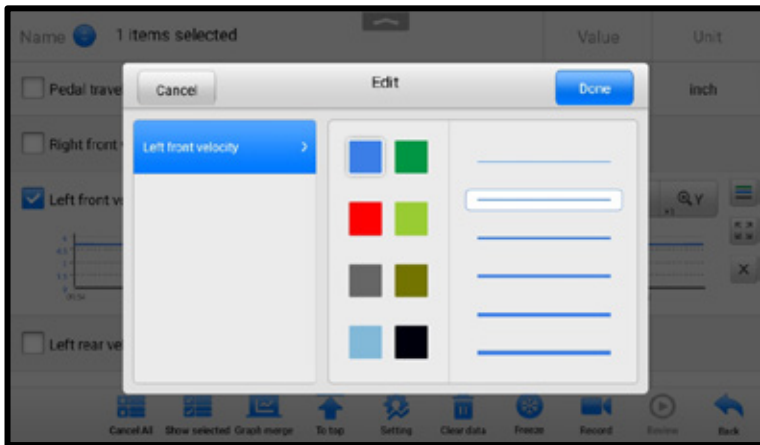 Name 1 items selected Value Unit
Cancel Edit Done
Pedal trave inch
Left front velocity
Right front
Left front ve Y
Left rear ve
Cancel All Show selected Graph merge To top Setting Clear data Freeze Record Review Back